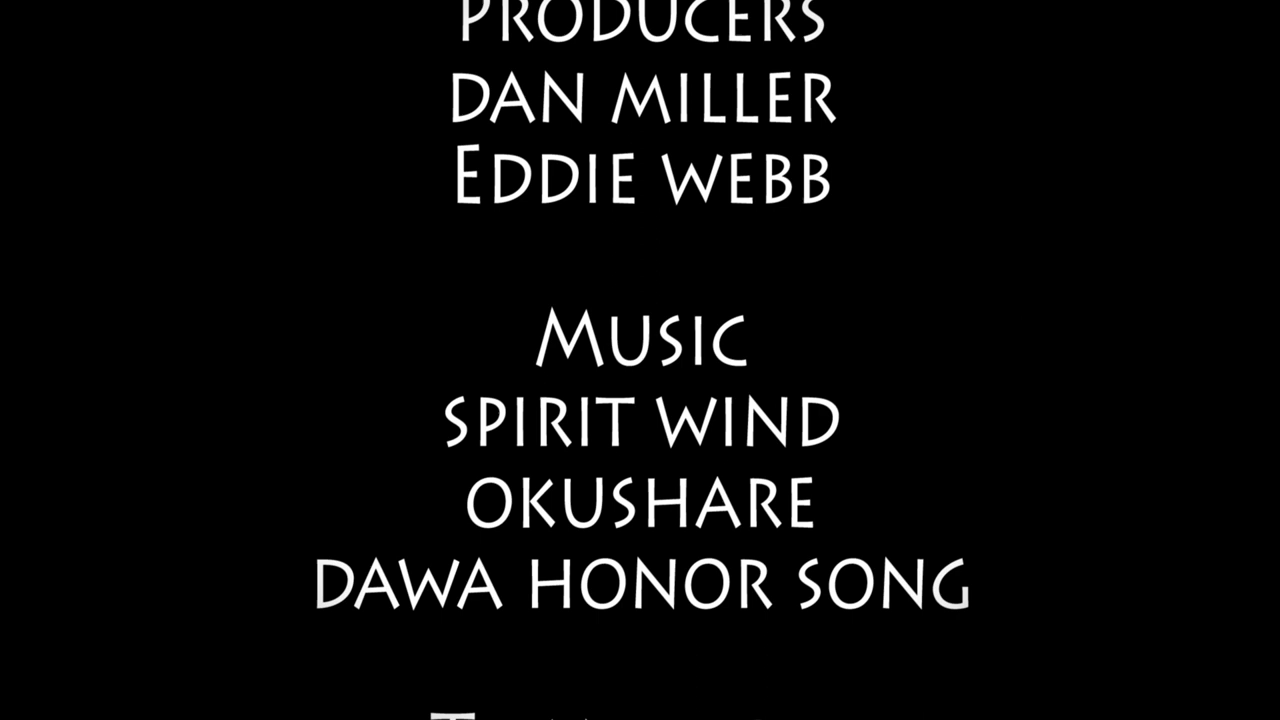 PRODUCERS
DAN MILLER
EDDIE WEBB
MUSIC
SPIRIT WIND
OKUSHARE
DAWA HONOR SONG